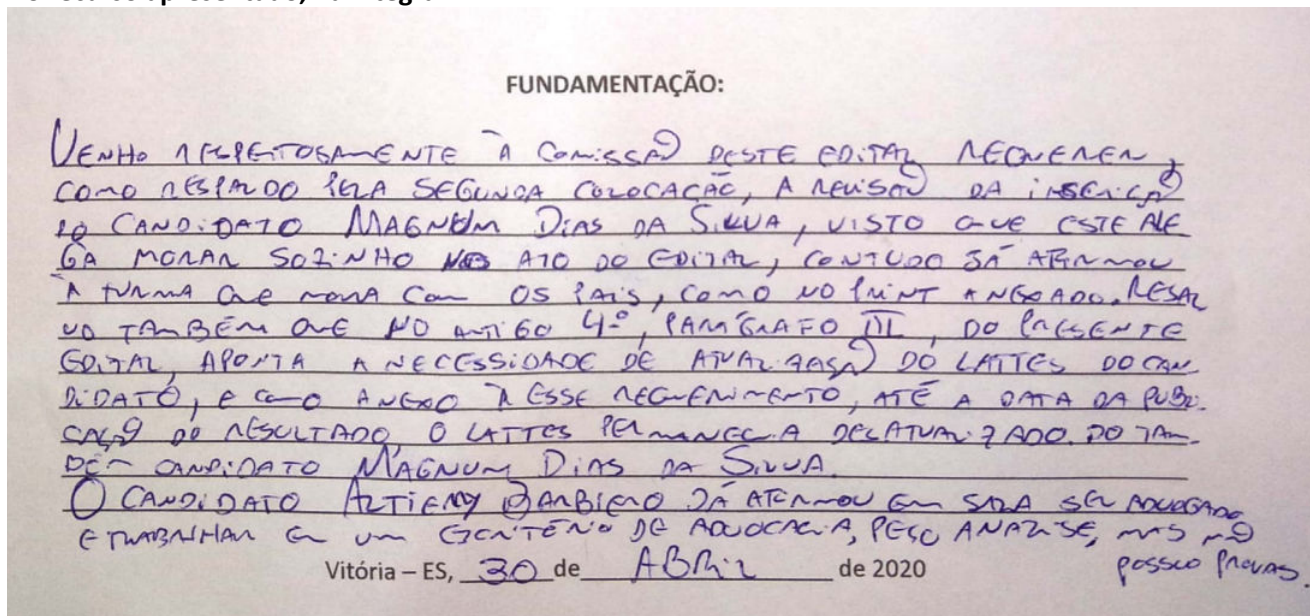 FUNDAMENTAÇÃO:
VENHO RESPEITOSAMENTE À COMISSÃO DESTE EDITAL REQUERER,
COMO RESPALDO PELA SEGUNDA COLOCAÇÃO, A REVISÃO DA INSCRIÇÃO
DO CANDIDATO MAGNUM DIAS DA SILVA, VISTO QUE ESTE ALE
GA MORAR SOZINHO NO ATO DO EDITAL, CONTUDO JÁ AFIRMOU
À TURMA QUE MORA COM OS PAIS, COMO NO PRINT ANEXADO. RESAL
VO TAMBÉM QUE NO ARTIGO 4º, PARÁGRAFO III, DO PRESENTE
EDITAL, APONTA A NECESSIDADE DE ATUALIZAÇÃO DO LATTES DO CAN
DIDATO, E COMO ANEXO À ESSE REQUERIMENTO, ATÉ A DATA DA PUBLI
CAÇÃO DO RESULTADO, O LATTES PERMANECIA DESATUALIZADO. DO TAM
BÉM CANDIDATO MAGNUM DIAS DA SILVA.
O CANDIDATO ALTIERY BARBIERO JÁ AFIRMOU EM SALA SER ADVOGADO
E TRABALHAR EM UM ESCRITÓRIO DE ADVOCACIA, PEÇO ANALISE, MAS NÃO
POSSUO PROVAS.
Vitória – ES, 30 de ABRIL de 2020